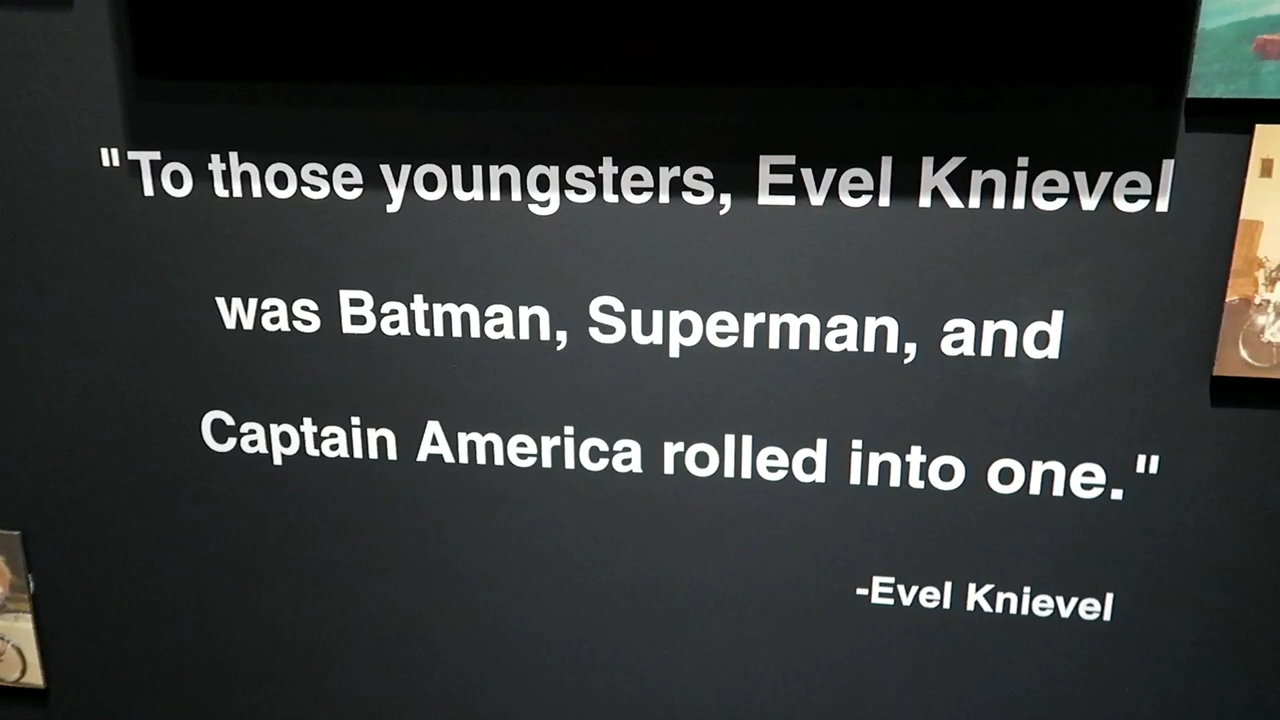 "To those youngsters, Evel Knievel
was Batman, Superman, and
Captain America rolled into one."
-Evel Knievel